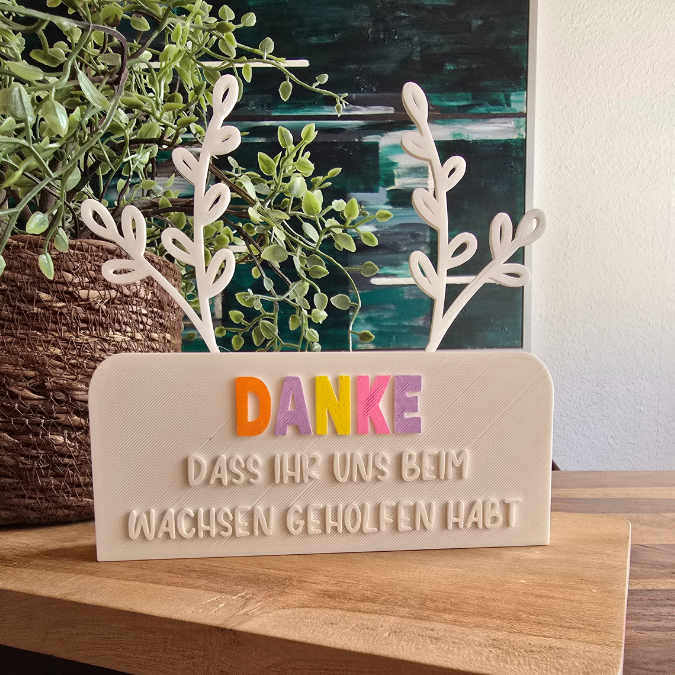 DANKE
DASS IHR UNS BEIM
WACHSEN GEHOLFEN HABT